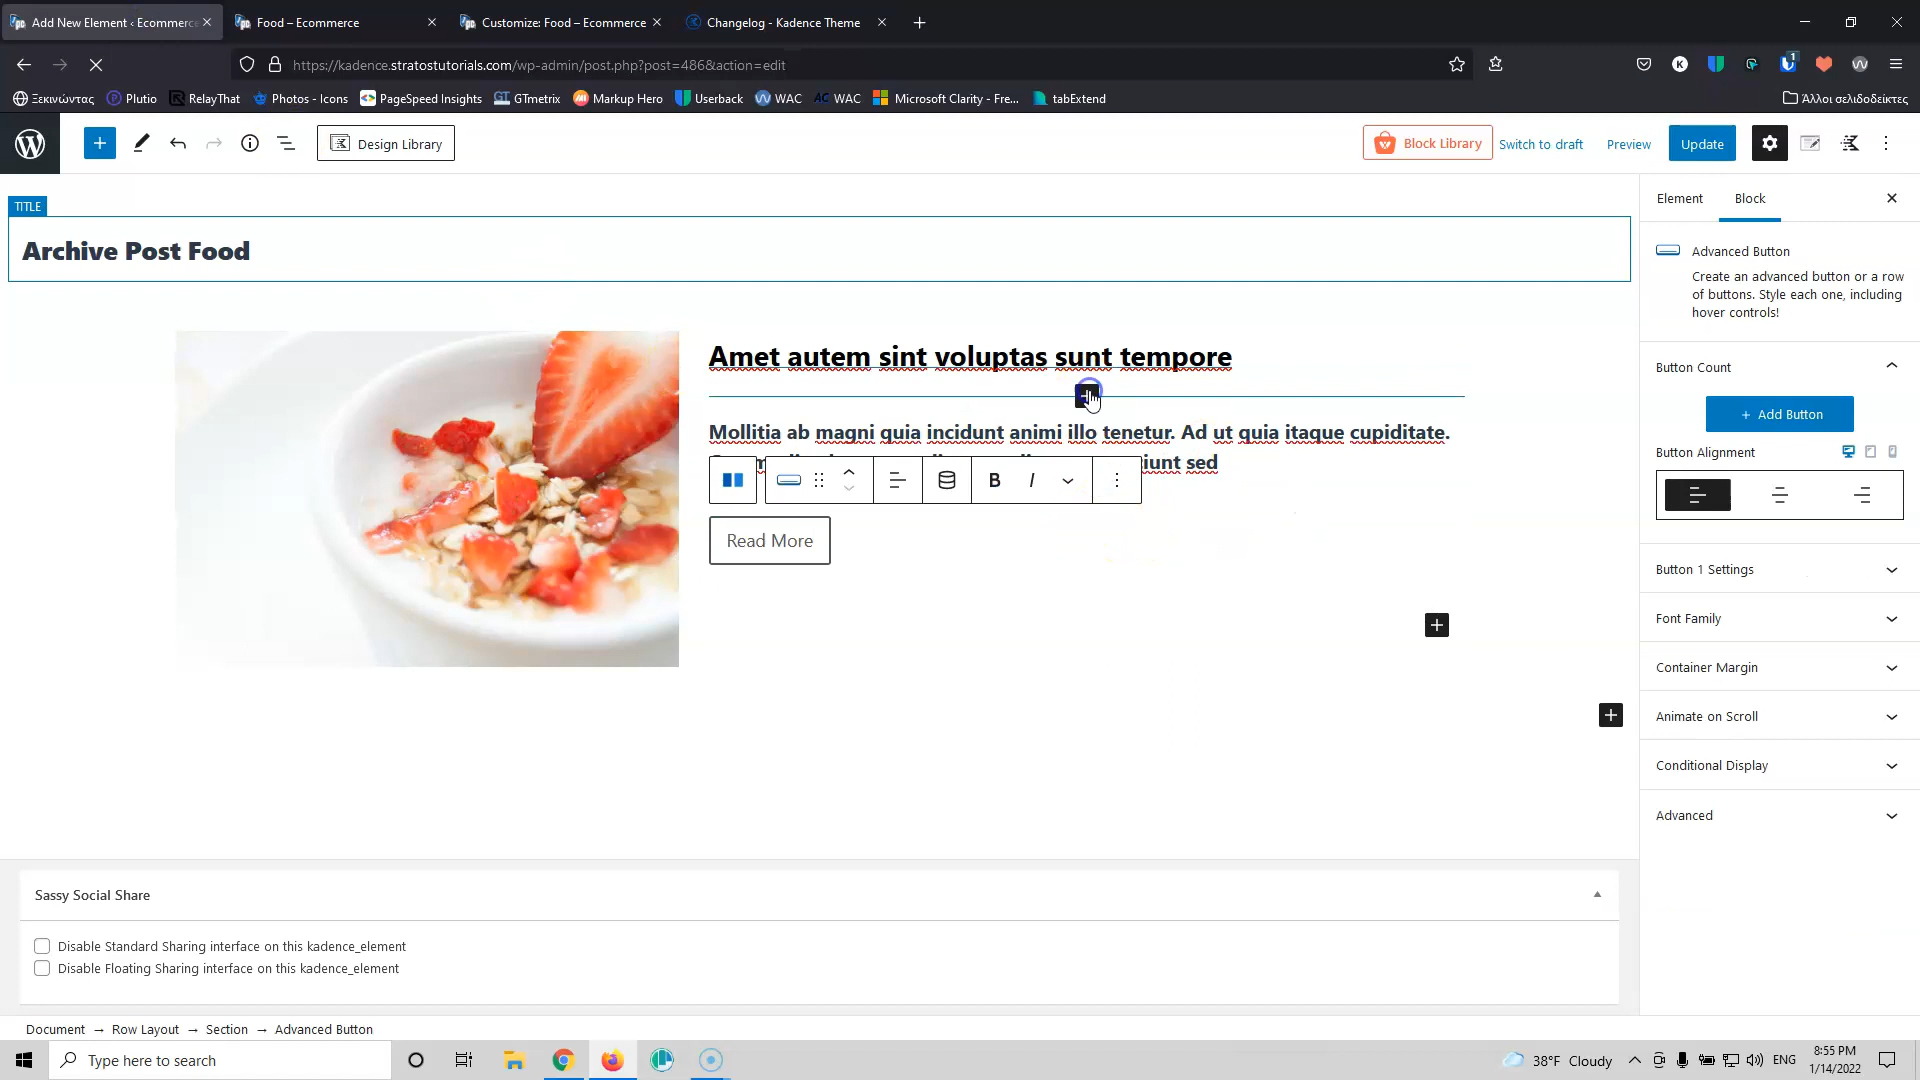 Add New Element ‹ Ecommerce
Food – Ecommerce
Customize: Food – Ecommerce
Changelog - Kadence Theme
https://kadence.stratostutorials.com/wp-admin/post.php?post=486&action=edit
Ξεκινώντας
Plutio
RelayThat
Photos - Icons
PageSpeed Insights
GTmetrix
Markup Hero
Userback
WAC
WAC
Microsoft Clarity - Fre...
tabExtend
Άλλοι σελιδοδείκτες
Design Library
Block Library
Switch to draft
Preview
Update
TITLE
Archive Post Food
Amet autem sint voluptas sunt tempore
Mollitia ab magni quia incidunt animi illo tenetur. Ad ut quia itaque cupiditate.
sed
B I
Read More
Element
Block
Advanced Button
Create an advanced button or a row
of buttons. Style each one, including
hover controls!
Button Count
+ Add Button
Button Alignment
Button 1 Settings
Font Family
Container Margin
Animate on Scroll
Conditional Display
Advanced
Sassy Social Share
Disable Standard Sharing interface on this kadence_element
Disable Floating Sharing interface on this kadence_element
Document → Row Layout → Section → Advanced Button
Type here to search
38°F Cloudy
ENG
8:55 PM
1/14/2022